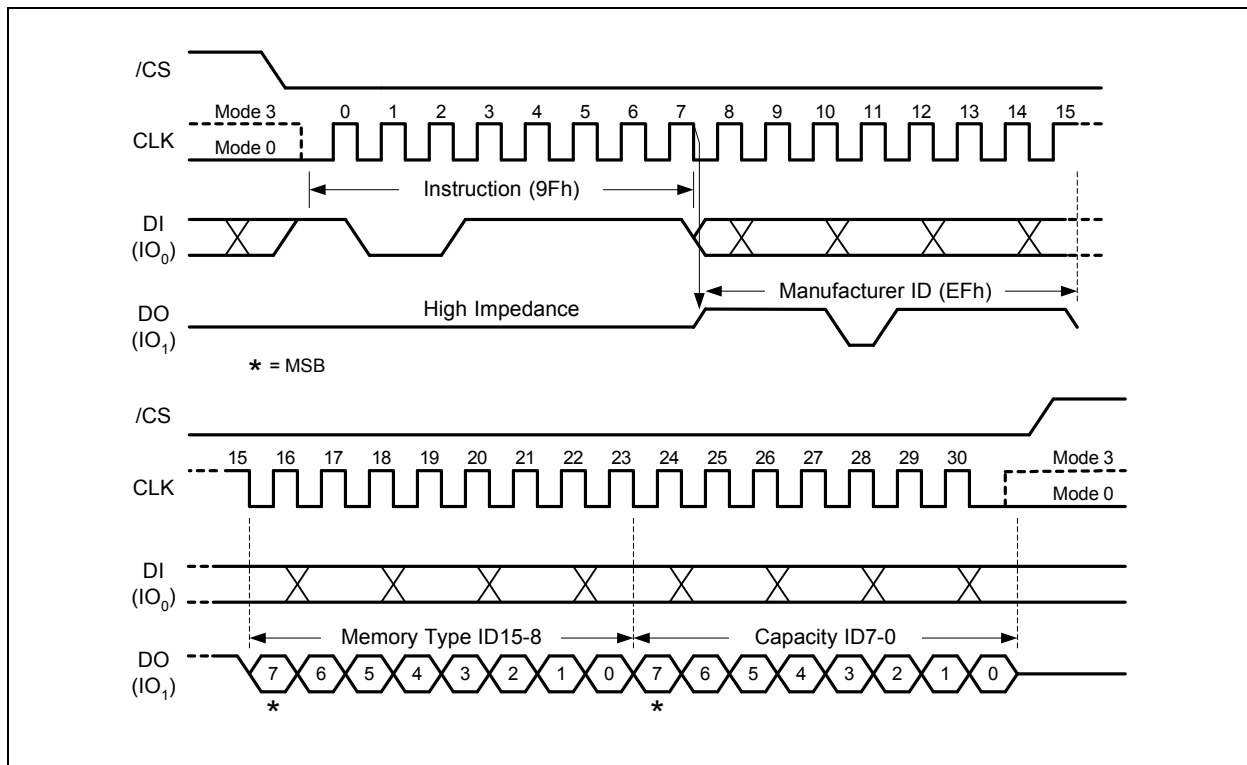 /CS
Mode 3 0 1 2 3 4 5 6 7 8 9 10 11 12 13 14 15
CLK
Mode 0
Instruction (9Fh)
DI
(IO₀)
Manufacturer ID (EFh)
High Impedance
DO
(IO₁)
* = MSB
/CS
15 16 17 18 19 20 21 22 23 24 25 26 27 28 29 30 Mode 3
CLK
Mode 0
DI
(IO₀)
Memory Type ID15-8 Capacity ID7-0
DO
(IO₁)
7 6 5 4 3 2 1 0 7 6 5 4 3 2 1 0
* *